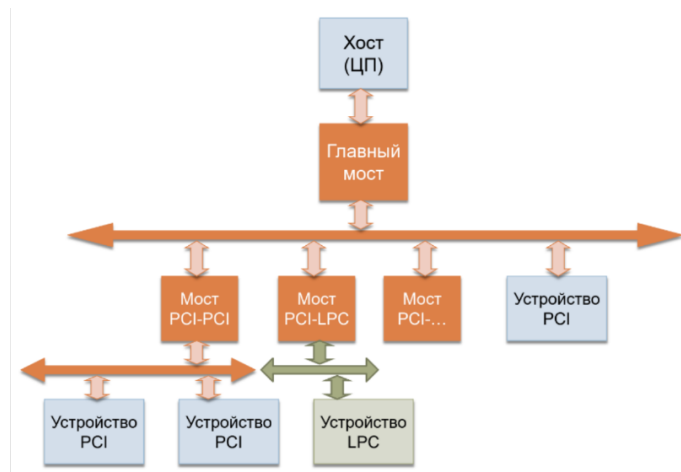 Хост
(ЦП)
Главный
мост
Мост
PCI-PCI
Мост
PCI-LPC
Мост
PCI-...
Устройство
PCI
Устройство
PCI
Устройство
PCI
Устройство
LPC